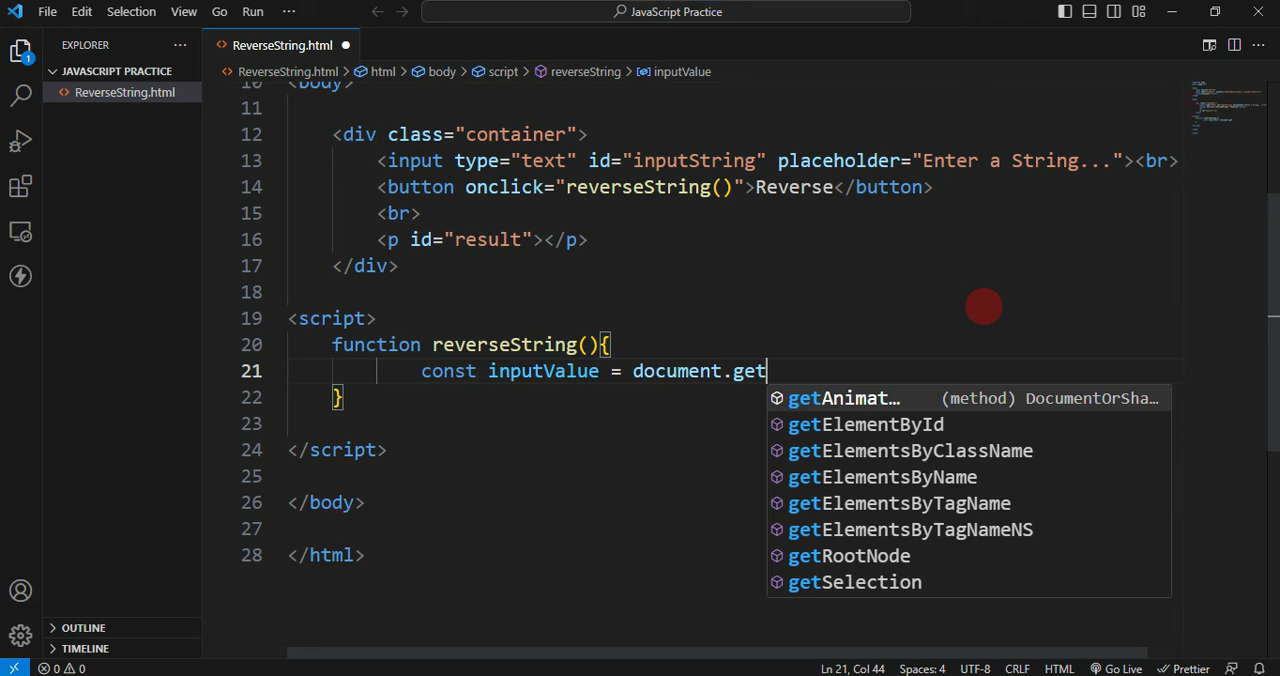 File Edit Selection View Go Run ··· JavaScript Practice
EXPLORER ···
JAVASCRIPT PRACTICE
1
ReverseString.html
ReverseString.html
ReverseString.html > html > body > script > reverseString > inputValue
10 <body>
11
12 <div class="container">
13 <input type="text" id="inputString" placeholder="Enter a String..."><br>
14 <button onclick="reverseString()">Reverse</button>
15 <br>
16 <p id="result"></p>
17 </div>
18
19 <script>
20 function reverseString(){
21 const inputValue = document.get
22 }
23
24 </script>
25
26 </body>
27
28 </html>
getAnimat... (method) DocumentOrSha...
getElementById
getElementsByClassName
getElementsByName
getElementsByTagName
getElementsByTagNameNS
getRootNode
getSelection
OUTLINE
TIMELINE
0 0 Ln 21, Col 44 Spaces: 4 UTF-8 CRLF HTML Go Live Prettier